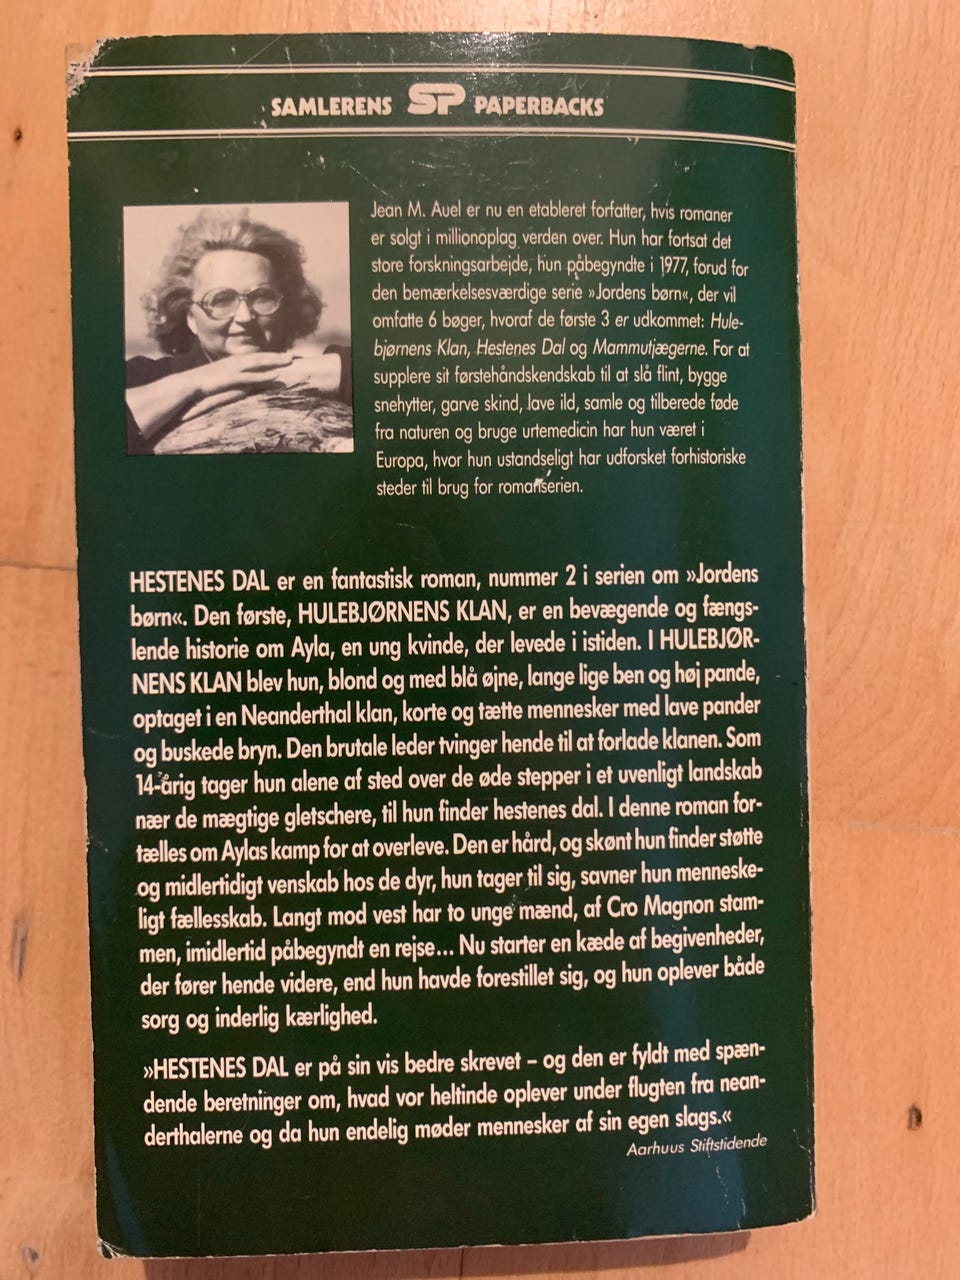 SAMLERENS SP PAPERBACKS
Jean M. Auel er nu en etableret forfatter, hvis romaner
er solgt i millionoplag verden over. Hun har fortsat det
store forskningsarbejde, hun påbegyndte i 1977, forud for
den bemærkelsesværdige serie »Jordens børn«, der vil
omfatte 6 bøger, hvoraf de første 3 er udkommet: Hule-
bjørnens Klan, Hestenes Dal og Mammutjægerne. For at
supplere sit førstehåndskendskab til at slå flint, bygge
snehytter, garve skind, lave ild, samle og tilberede føde
fra naturen og bruge urtemedicin har hun været i
Europa, hvor hun ustandseligt har udforsket forhistoriske
steder til brug for romanserien.
HESTENES DAL er en fantastisk roman, nummer 2 i serien om »Jordens
børn«. Den første, HULEBJØRNENS KLAN, er en bevægende og fængs-
lende historie om Ayla, en ung kvinde, der levede i istiden. I HULEBJØR-
NENS KLAN blev hun, blond og med blå øjne, lange lige ben og høj pande,
optaget i en Neanderthal klan, korte og tætte mennesker med lave pander
og buskede bryn. Den brutale leder tvinger hende til at forlade klanen. Som
14-årig tager hun alene af sted over de øde stepper i et uvenligt landskab
nær de mægtige gletschere, til hun finder hestenes dal. I denne roman for-
tælles om Aylas kamp for at overleve. Den er hård, og skønt hun finder støtte
og midlertidigt venskab hos de dyr, hun tager til sig, savner hun menneske-
ligt fællesskab. Langt mod vest har to unge mænd, af Cro Magnon stam-
men, imidlertid påbegyndt en rejse... Nu starter en kæde af begivenheder,
der fører hende videre, end hun havde forestillet sig, og hun oplever både
sorg og inderlig kærlighed.
»HESTENES DAL er på sin vis bedre skrevet – og den er fyldt med spæn-
dende beretninger om, hvad vor heltinde oplever under flugten fra nean-
derthalerne og da hun endelig møder mennesker af sin egen slags.«
Aarhuus Stiftstidende